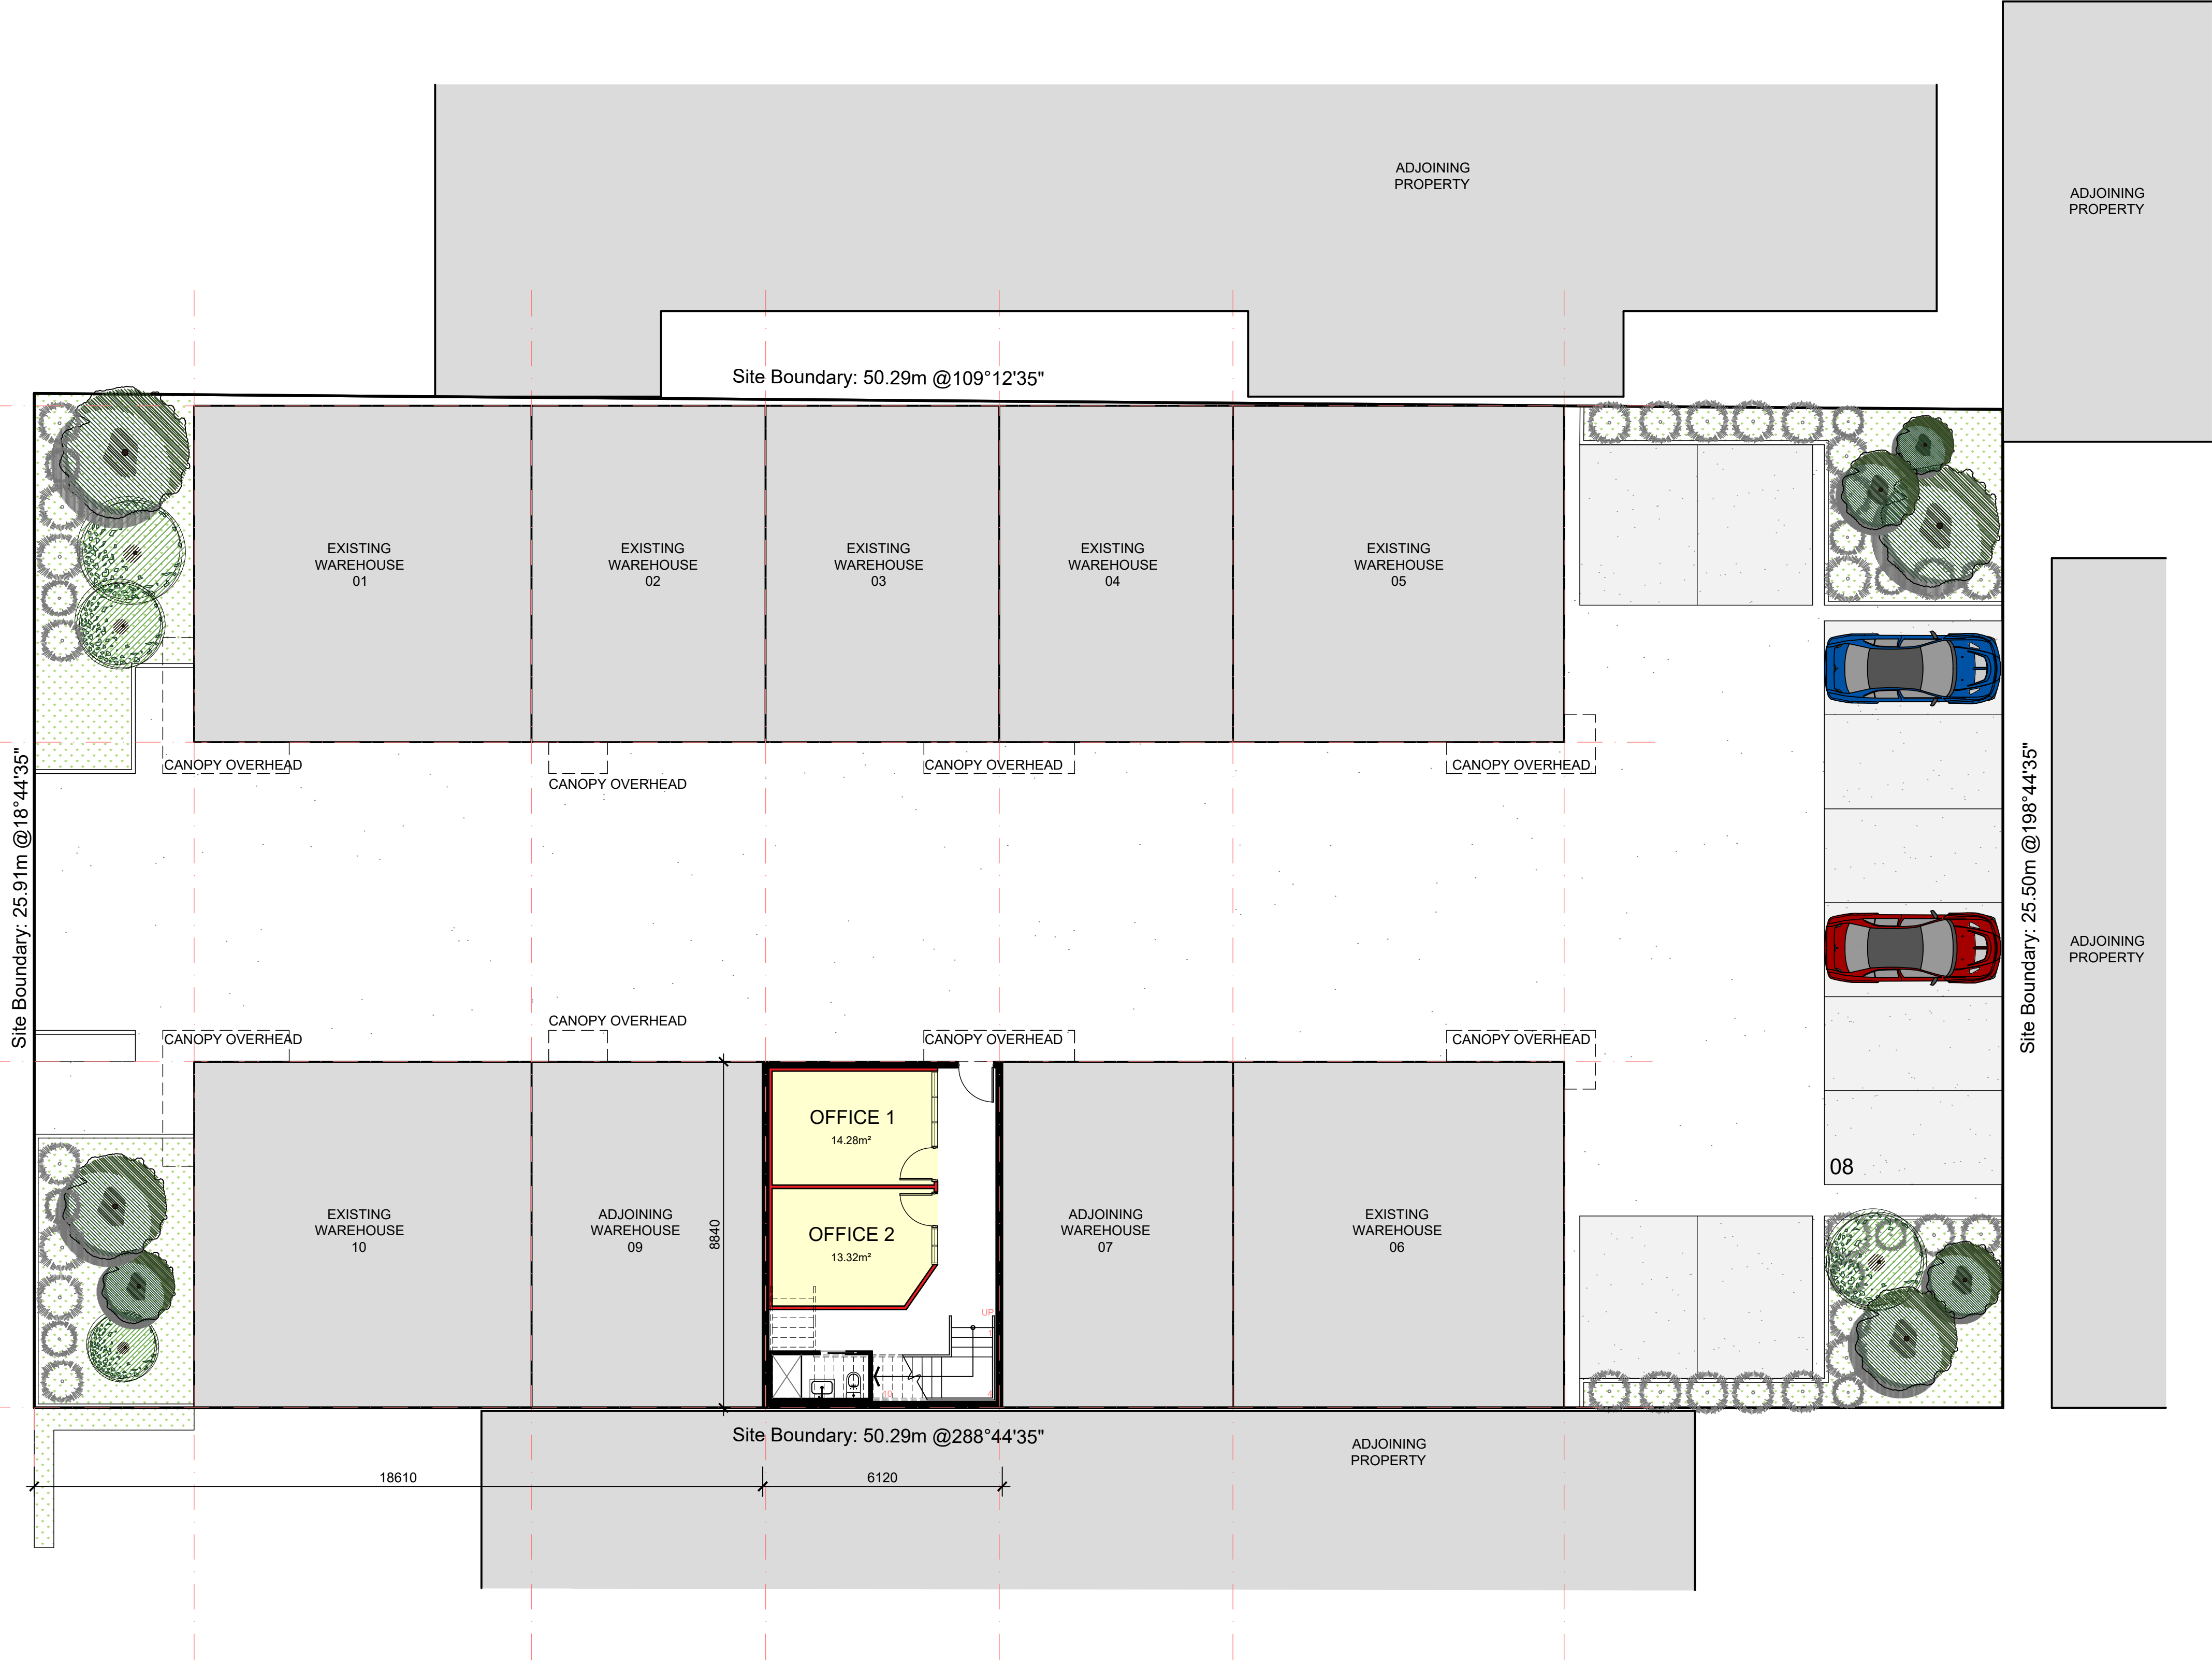 ADJOINING
PROPERTY
ADJOINING
PROPERTY
Site Boundary: 50.29m @109°12'35"
EXISTING
WAREHOUSE
01
EXISTING
WAREHOUSE
02
EXISTING
WAREHOUSE
03
EXISTING
WAREHOUSE
04
EXISTING
WAREHOUSE
05
CANOPY OVERHEAD
CANOPY OVERHEAD
CANOPY OVERHEAD
CANOPY OVERHEAD
Site Boundary: 25.91m @18°44'35"
Site Boundary: 25.50m @198°44'35"
ADJOINING
PROPERTY
CANOPY OVERHEAD
CANOPY OVERHEAD
CANOPY OVERHEAD
CANOPY OVERHEAD
EXISTING
WAREHOUSE
10
ADJOINING
WAREHOUSE
09
8840
OFFICE 1
14.28m²
OFFICE 2
13.32m²
UP
1
10
4
ADJOINING
WAREHOUSE
07
EXISTING
WAREHOUSE
06
08
Site Boundary: 50.29m @288°44'35"
ADJOINING
PROPERTY
18610
6120